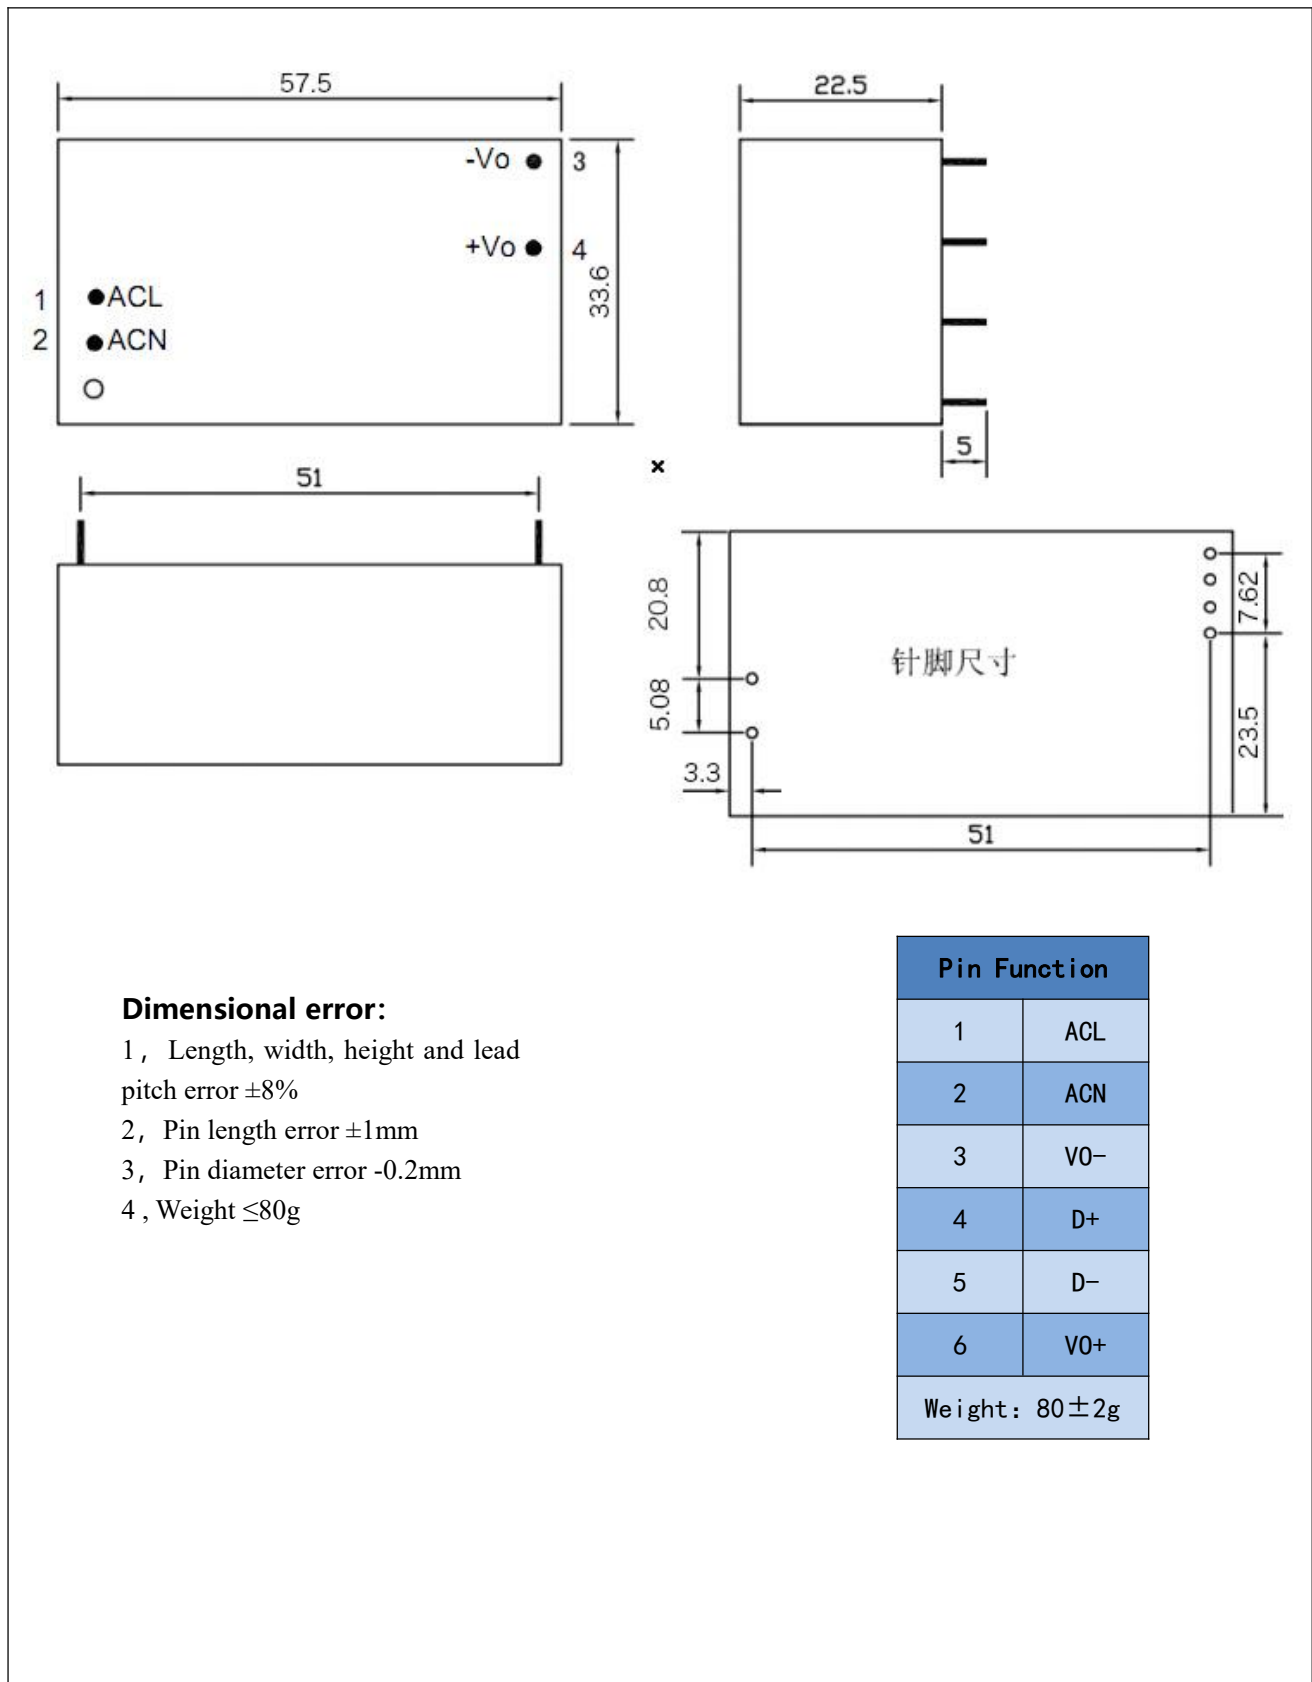 57.5
22.5
-Vo 3
+Vo 4
33.6
1 ACL
2 ACN
5
51
×
20.8
7.62
针脚尺寸
5.08
23.5
3.3
51
Pin Function
1 ACL
2 ACN
3 VO-
4 D+
5 D-
6 VO+
Weight: 80±2g
Dimensional error:
1, Length, width, height and lead
pitch error ±8%
2, Pin length error ±1mm
3, Pin diameter error -0.2mm
4 , Weight ≤80g